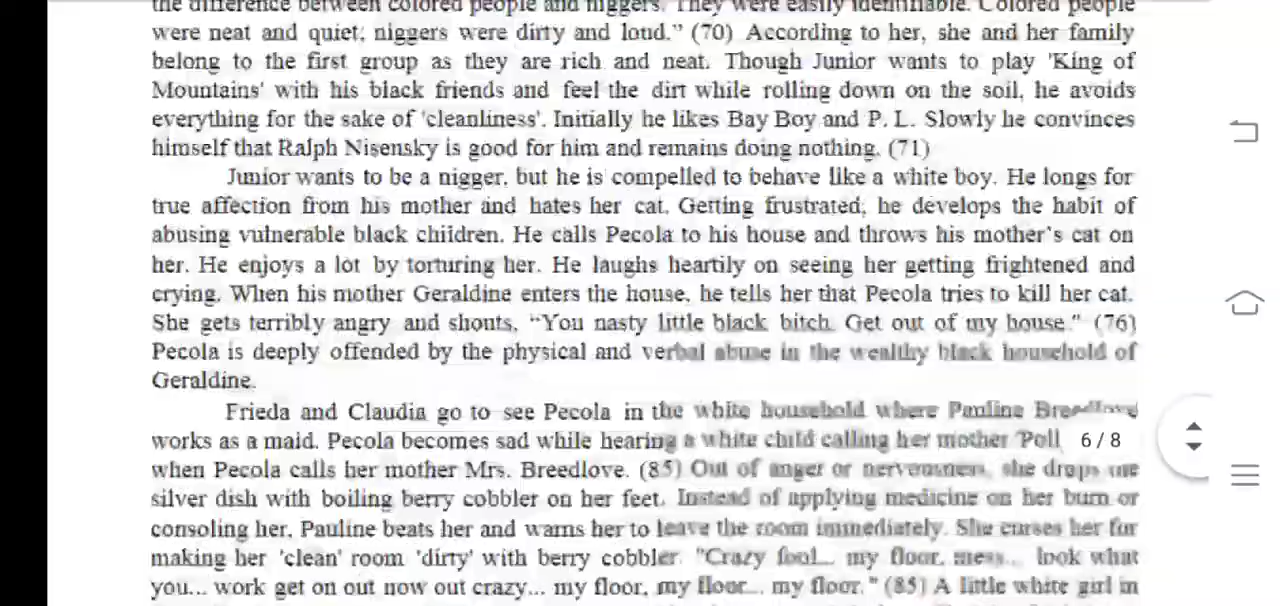 the difference between colored people and niggers. They were easily identifiable. Colored people
were neat and quiet; niggers were dirty and loud.” (70) According to her, she and her family
belong to the first group as they are rich and neat. Though Junior wants to play 'King of
Mountains' with his black friends and feel the dirt while rolling down on the soil, he avoids
everything for the sake of 'cleanliness'. Initially he likes Bay Boy and P. L. Slowly he convinces
himself that Ralph Nisensky is good for him and remains doing nothing. (71)
Junior wants to be a nigger, but he is compelled to behave like a white boy. He longs for
true affection from his mother and hates her cat. Getting frustrated, he develops the habit of
abusing vulnerable black children. He calls Pecola to his house and throws his mother’s cat on
her. He enjoys a lot by torturing her. He laughs heartily on seeing her getting frightened and
crying. When his mother Geraldine enters the house, he tells her that Pecola tries to kill her cat.
She gets terribly angry and shouts, “You nasty little black bitch. Get out of my house.” (76)
Pecola is deeply offended by the physical and verbal abuse in the wealthy black household of
Geraldine.
Frieda and Claudia go to see Pecola in the white household where Pauline Breedlove
works as a maid. Pecola becomes sad while hearing a white child calling her mother 'Poll
6 / 8
when Pecola calls her mother Mrs. Breedlove. (85) Out of anger or nervousness, she drops the
silver dish with boiling berry cobbler on her feet. Instead of applying medicine on her burn or
consoling her, Pauline beats her and warns her to leave the room immediately. She curses her for
making her 'clean' room 'dirty' with berry cobbler. "Crazy fool... my floor, mess... look what
you... work get on out now out crazy... my floor, my floor... my floor." (85) A little white girl in